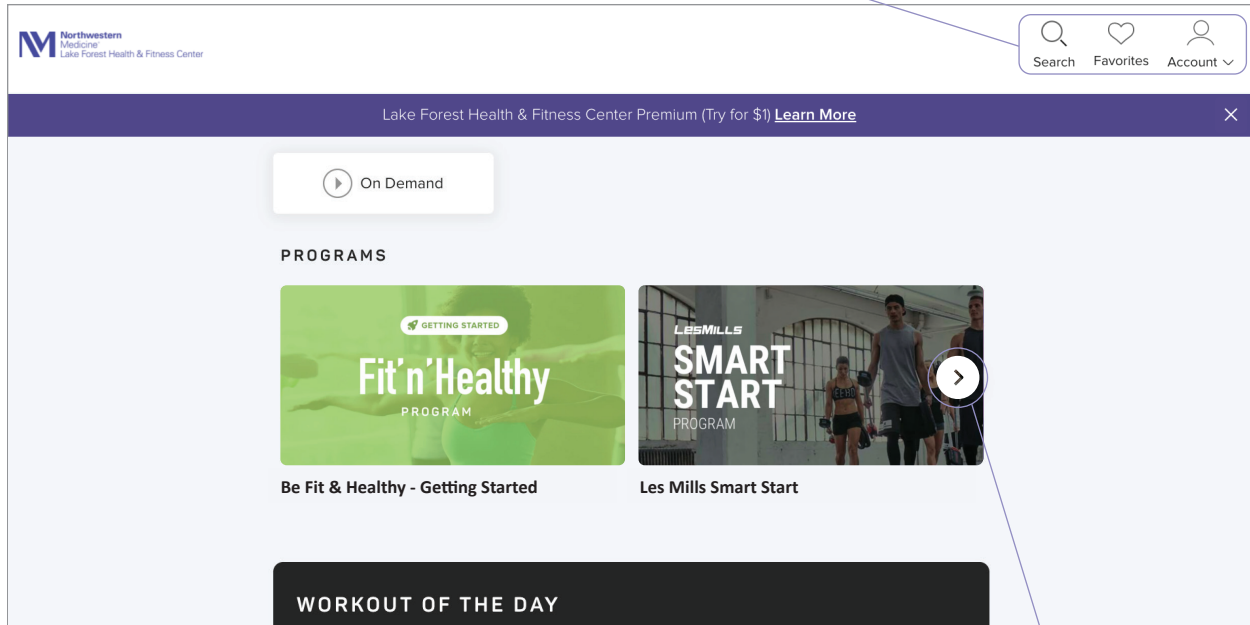 Northwestern
Medicine®
Lake Forest Health & Fitness Center
Search Favorites Account
Lake Forest Health & Fitness Center Premium (Try for $1) Learn More
On Demand
PROGRAMS
GETTING STARTED
Fit'n'Healthy
PROGRAM
LesMills
SMART
START
PROGRAM
Be Fit & Healthy - Getting Started
Les Mills Smart Start
WORKOUT OF THE DAY